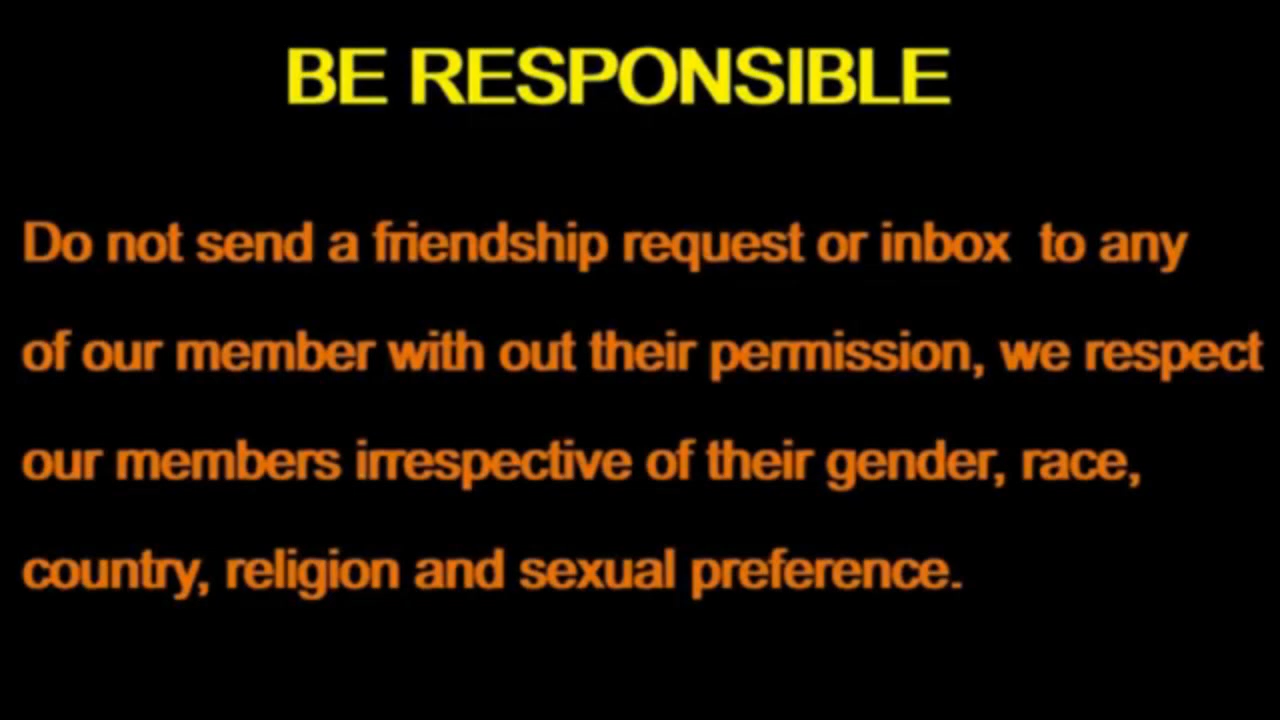 BE RESPONSIBLE
Do not send a friendship request or inbox  to any
of our member with out their permission, we respect
our members irrespective of their gender, race,
country, religion and sexual preference.